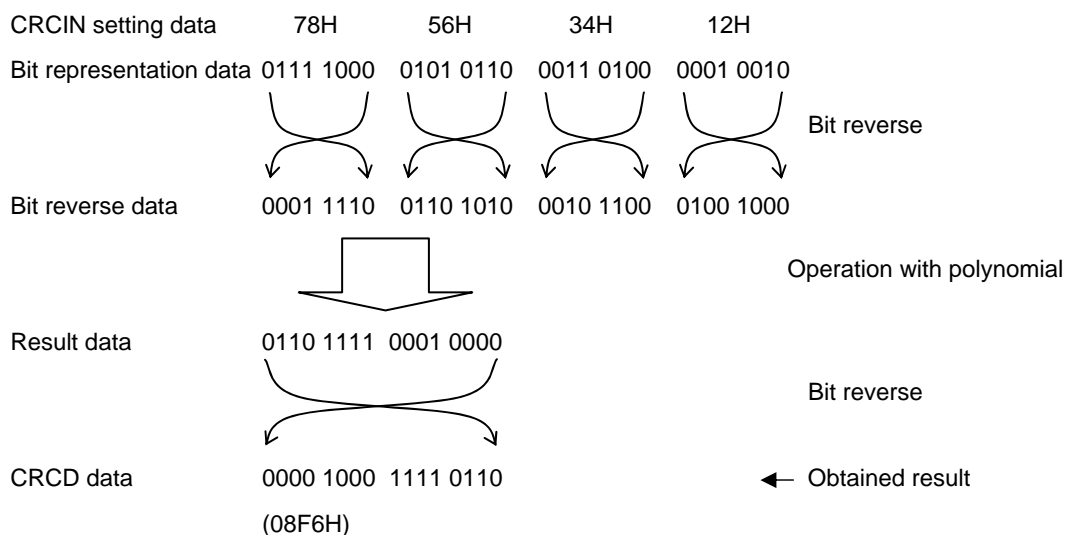 CRCIN setting data 78H 56H 34H 12H
Bit representation data 0111 1000 0101 0110 0011 0100 0001 0010
Bit reverse
Bit reverse data 0001 1110 0110 1010 0010 1100 0100 1000
Operation with polynomial
Result data 0110 1111 0001 0000
Bit reverse
CRCD data 0000 1000 1111 0110 Obtained result
(08F6H)